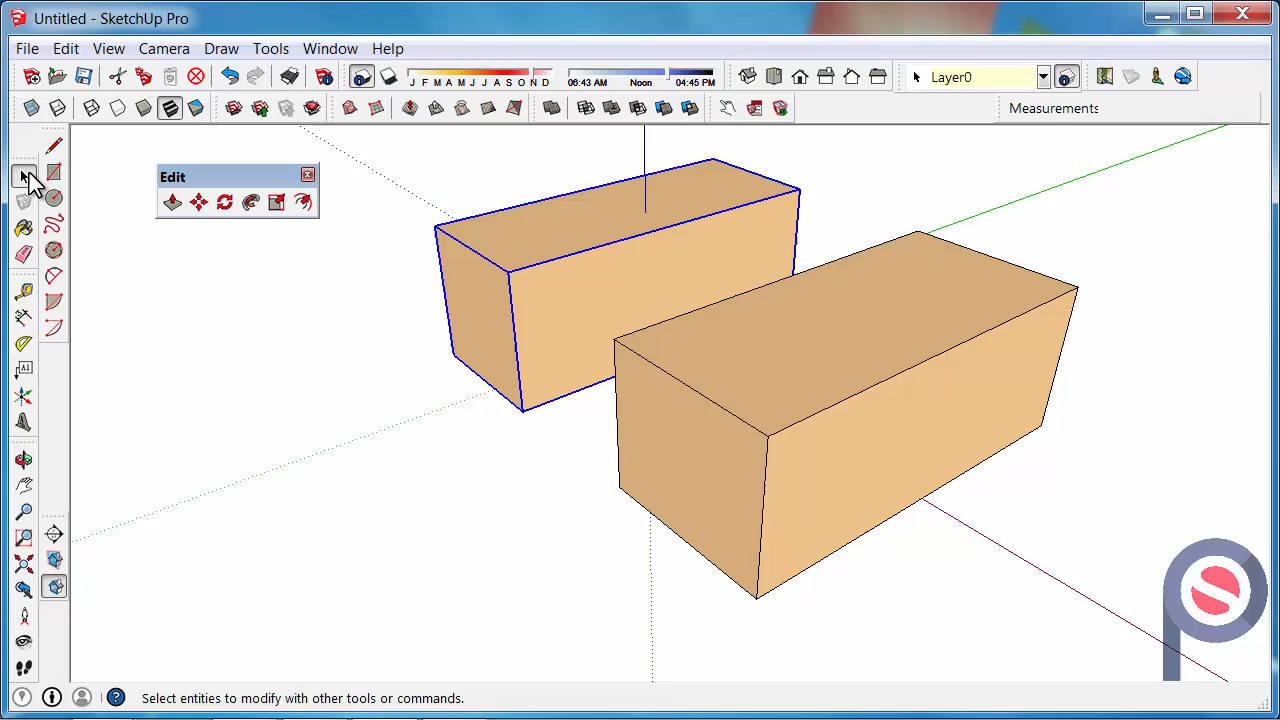 Untitled - SketchUp Pro
File Edit View Camera Draw Tools Window Help
J F M A M J J A S O N D
06:43 AM Noon 04:45 PM
Layer0
Measurements
Edit
A1
Select entities to modify with other tools or commands.